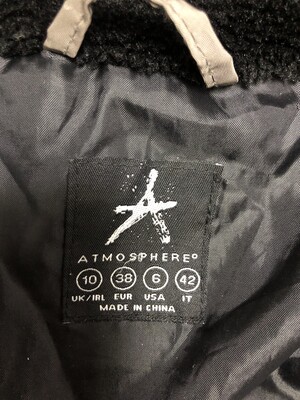 ATMOSPHERE®
10 38 6 42
UK/IRL EUR USA IT
MADE IN CHINA